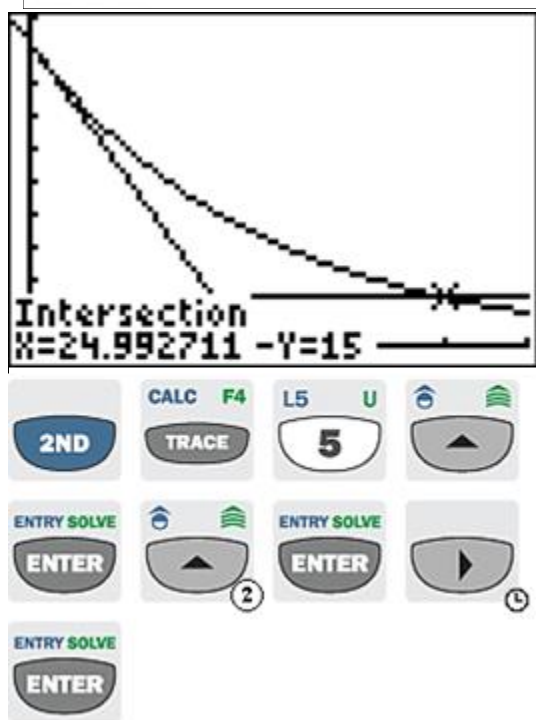 Intersection
X=24.992711 -Y=15
CALC F4
L5 U
2ND
TRACE
5
ENTRY SOLVE
ENTRY SOLVE
ENTER
2
ENTER
ENTRY SOLVE
ENTER